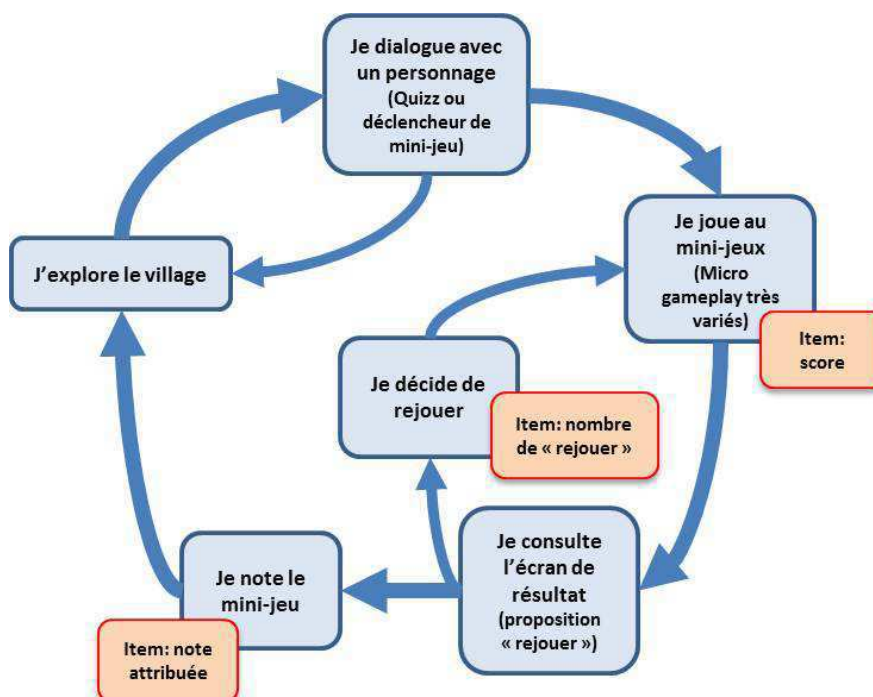 Je dialogue avec
un personnage
(Quizz ou
déclencheur de
mini-jeu)
J'explore le village
Je joue au
mini-jeux
(Micro
gameplay très
variés)
Item:
score
Je décide de
rejouer
Item: nombre
de « rejouer »
Je consulte
l'écran de
résultat
(proposition
« rejouer »)
Je note le
mini-jeu
Item: note
attribuée